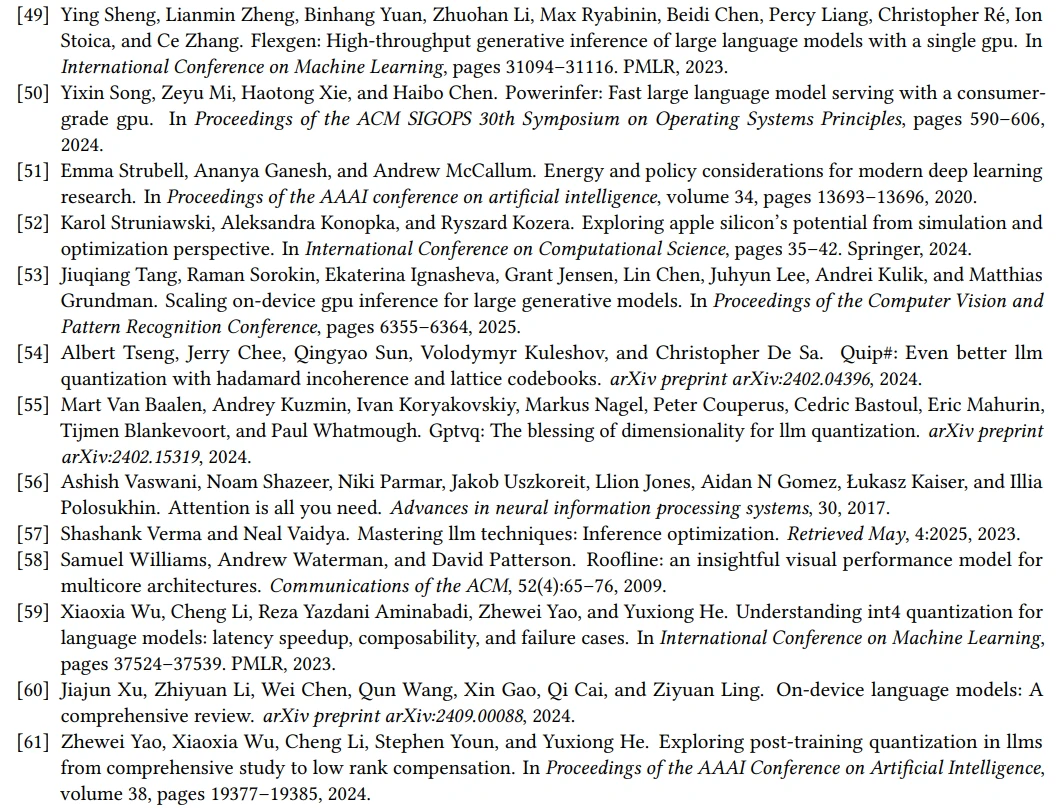 [49] Ying Sheng, Lianmin Zheng, Binhang Yuan, Zhuohan Li, Max Ryabinin, Beidi Chen, Percy Liang, Christopher Ré, Ion
Stoica, and Ce Zhang. Flexgen: High-throughput generative inference of large language models with a single gpu. In
International Conference on Machine Learning, pages 31094–31116. PMLR, 2023.
[50] Yixin Song, Zeyu Mi, Haotong Xie, and Haibo Chen. Powerinfer: Fast large language model serving with a consumer-
grade gpu. In Proceedings of the ACM SIGOPS 30th Symposium on Operating Systems Principles, pages 590–606,
2024.
[51] Emma Strubell, Ananya Ganesh, and Andrew McCallum. Energy and policy considerations for modern deep learning
research. In Proceedings of the AAAI conference on artificial intelligence, volume 34, pages 13693–13696, 2020.
[52] Karol Struniawski, Aleksandra Konopka, and Ryszard Kozera. Exploring apple silicon's potential from simulation and
optimization perspective. In International Conference on Computational Science, pages 35–42. Springer, 2024.
[53] Jiuqiang Tang, Raman Sorokin, Ekaterina Ignasheva, Grant Jensen, Lin Chen, Juhyun Lee, Andrei Kulik, and Matthias
Grundman. Scaling on-device gpu inference for large generative models. In Proceedings of the Computer Vision and
Pattern Recognition Conference, pages 6355–6364, 2025.
[54] Albert Tseng, Jerry Chee, Qingyao Sun, Volodymyr Kuleshov, and Christopher De Sa. Quip#: Even better llm
quantization with hadamard incoherence and lattice codebooks. arXiv preprint arXiv:2402.04396, 2024.
[55] Mart Van Baalen, Andrey Kuzmin, Ivan Koryakovskiy, Markus Nagel, Peter Couperus, Cedric Bastoul, Eric Mahurin,
Tijmen Blankevoort, and Paul Whatmough. Gptvq: The blessing of dimensionality for llm quantization. arXiv preprint
arXiv:2402.15319, 2024.
[56] Ashish Vaswani, Noam Shazeer, Niki Parmar, Jakob Uszkoreit, Llion Jones, Aidan N Gomez, Łukasz Kaiser, and Illia
Polosukhin. Attention is all you need. Advances in neural information processing systems, 30, 2017.
[57] Shashank Verma and Neal Vaidya. Mastering llm techniques: Inference optimization. Retrieved May, 4:2025, 2023.
[58] Samuel Williams, Andrew Waterman, and David Patterson. Roofline: an insightful visual performance model for
multicore architectures. Communications of the ACM, 52(4):65–76, 2009.
[59] Xiaoxia Wu, Cheng Li, Reza Yazdani Aminabadi, Zhewei Yao, and Yuxiong He. Understanding int4 quantization for
language models: latency speedup, composability, and failure cases. In International Conference on Machine Learning,
pages 37524–37539. PMLR, 2023.
[60] Jiajun Xu, Zhiyuan Li, Wei Chen, Qun Wang, Xin Gao, Qi Cai, and Ziyuan Ling. On-device language models: A
comprehensive review. arXiv preprint arXiv:2409.00088, 2024.
[61] Zhewei Yao, Xiaoxia Wu, Cheng Li, Stephen Youn, and Yuxiong He. Exploring post-training quantization in llms
from comprehensive study to low rank compensation. In Proceedings of the AAAI Conference on Artificial Intelligence,
volume 38, pages 19377–19385, 2024.